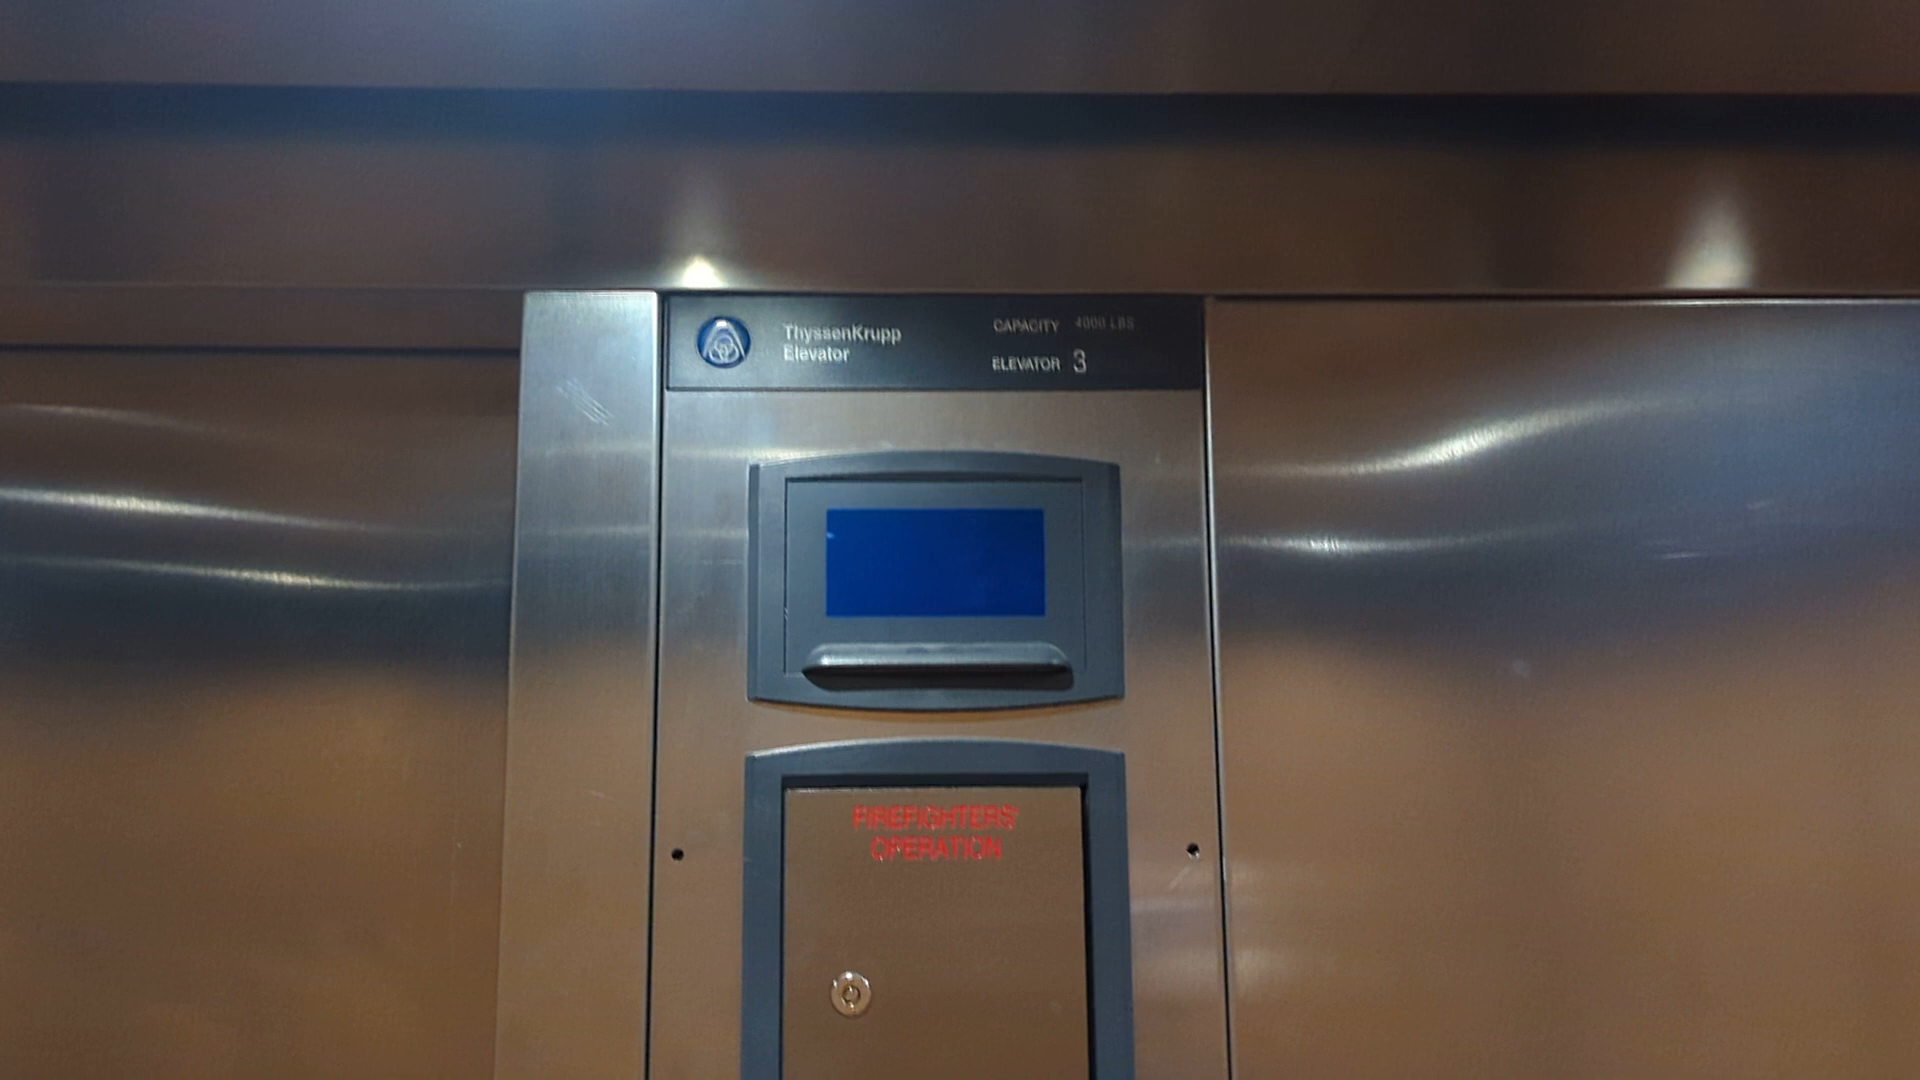 ThyssenKrupp
Elevator
CAPACITY 4000 LBS
ELEVATOR 3
FIREFIGHTERS'
OPERATION